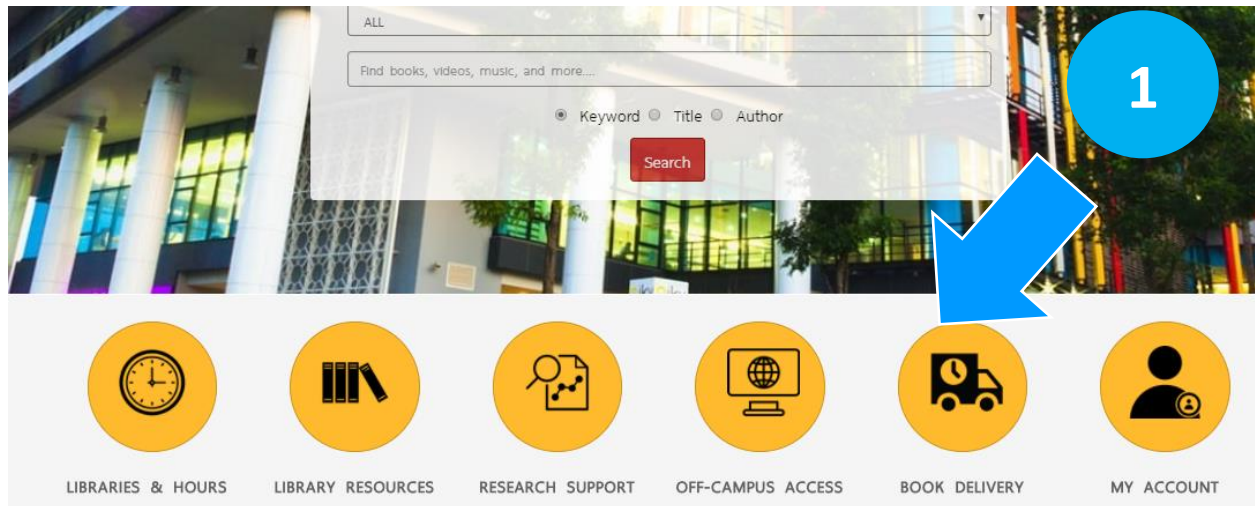 ALL
Find books, videos, music, and more....
Keyword Title Author
Search
1
LIBRARIES & HOURS
LIBRARY RESOURCES
RESEARCH SUPPORT
OFF-CAMPUS ACCESS
BOOK DELIVERY
MY ACCOUNT